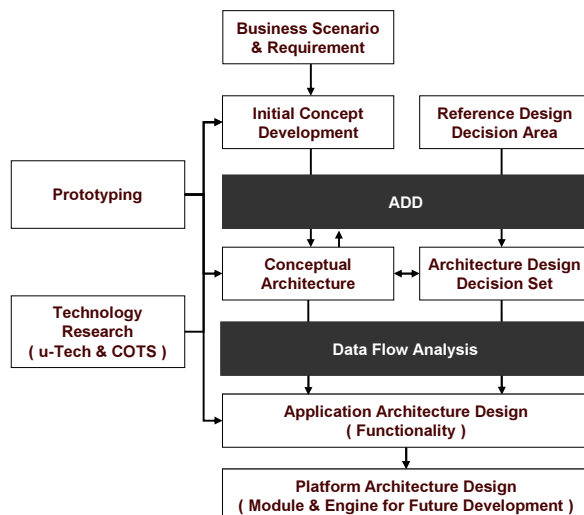 Business Scenario
& Requirement
Initial Concept
Development
Reference Design
Decision Area
Prototyping
ADD
Conceptual
Architecture
Architecture Design
Decision Set
Technology
Research
( u-Tech & COTS )
Data Flow Analysis
Application Architecture Design
( Functionality )
Platform Architecture Design
( Module & Engine for Future Development )